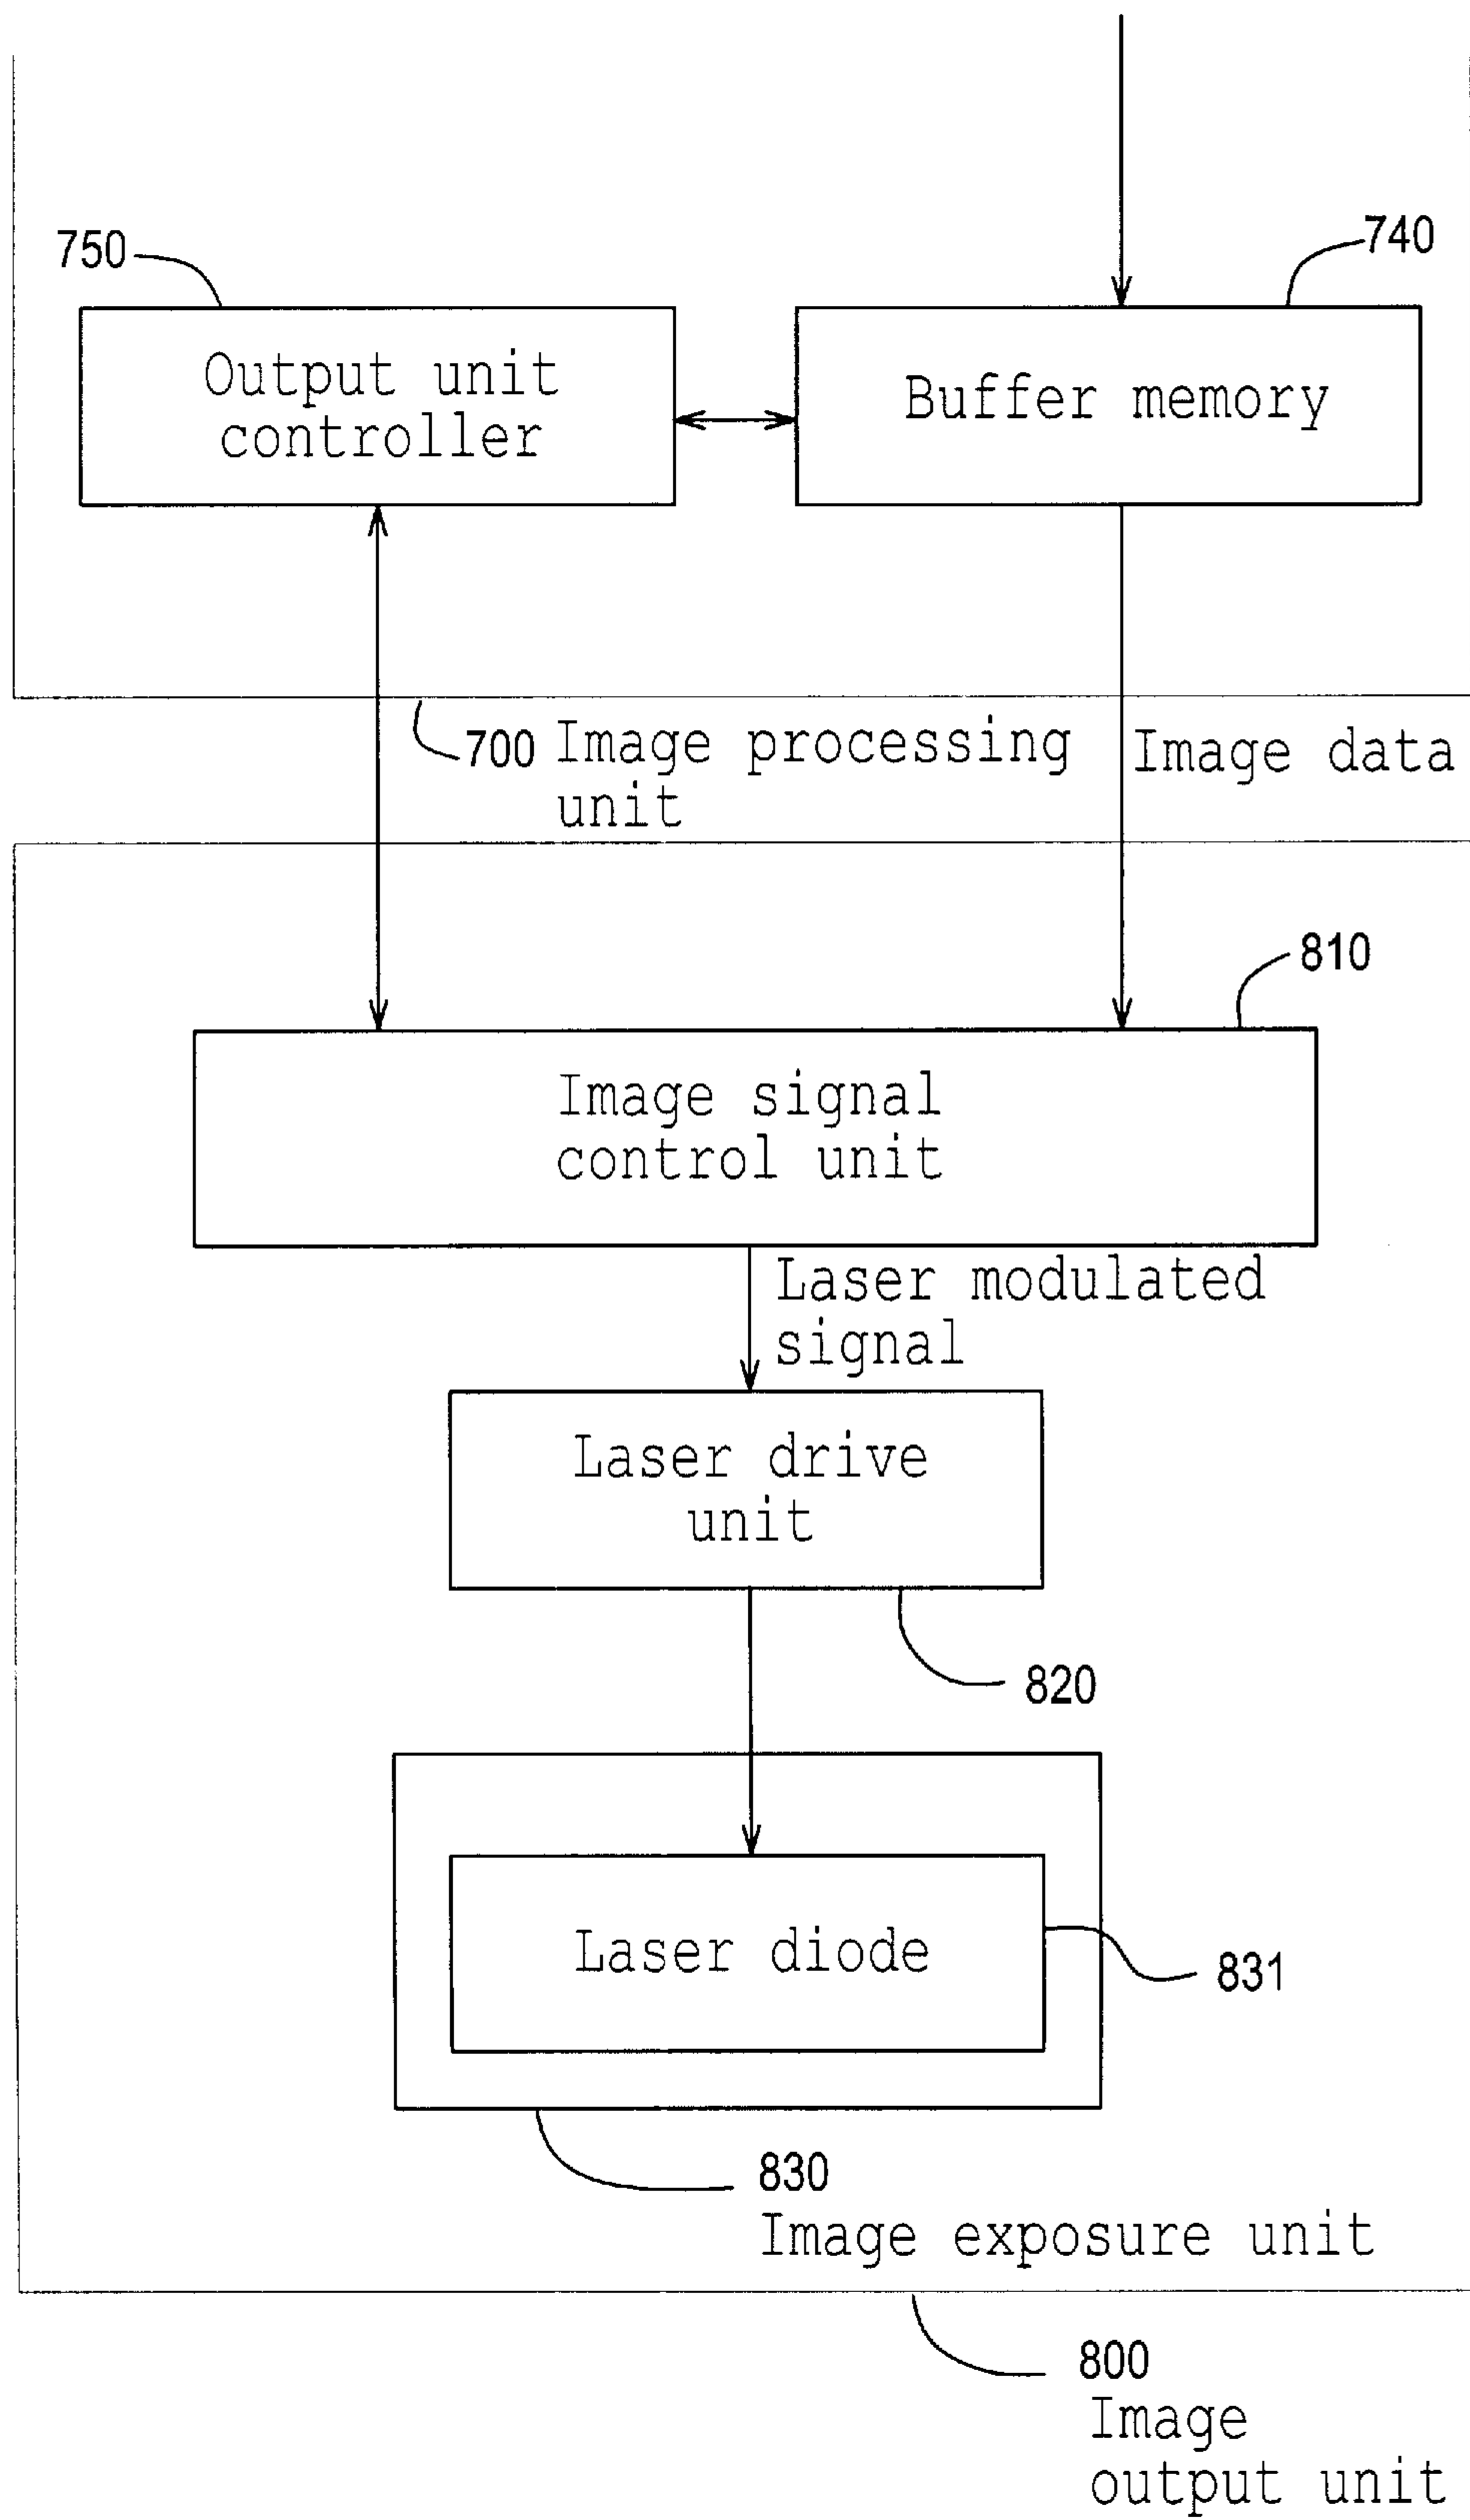 750
740
Output unit
controller
Buffer memory
700 Image processing
unit
Image data
810
Image signal
control unit
Laser modulated
signal
Laser drive
unit
820
Laser diode
831
830
Image exposure unit
800
Image
output unit